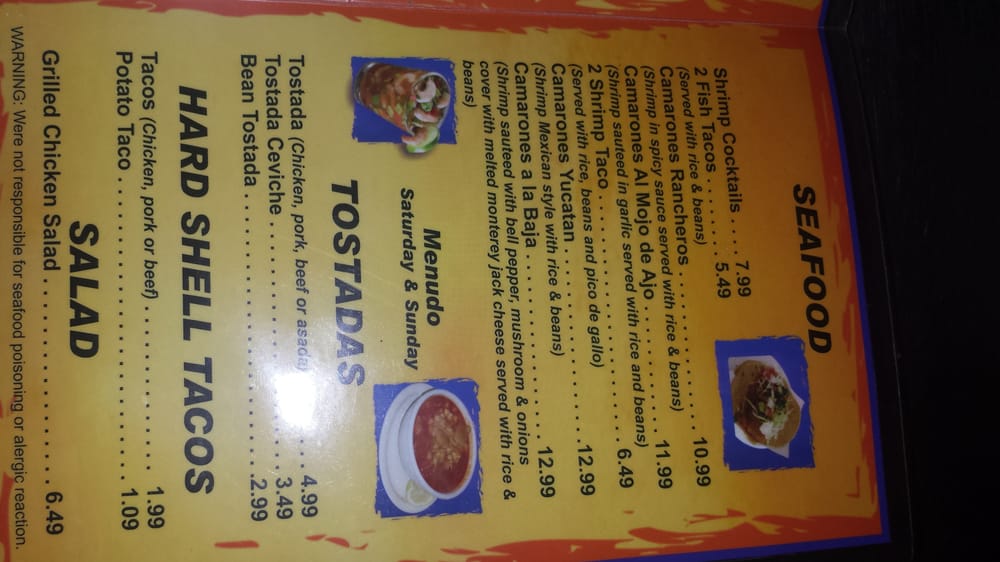 SEAFOOD
Shrimp Cocktails . . . . 7.99
2 Fish Tacos . . . . . . . 5.49
(Served with rice & beans)
Camarones Rancheros . . . . . . . . . . . . . . . . 10.99
(Shrimp in spicy sauce served with rice & beans)
Camarones Al Mojo de Ajo . . . . . . . . . . . . . 11.99
(Shrimp sauteed in garlic served with rice and beans)
2 Shrimp Taco . . . . . . . . . . . . . . . . . . . . . . 6.49
(Served with rice, beans and pico de gallo)
Camarones Yucatan . . . . . . . . . . . . . . . . . 12.99
(Shrimp Mexican style with rice & beans)
Camarones a la Baja . . . . . . . . . . . . . . . . . 12.99
(Shrimp sauteed with bell pepper, mushroom & onions
cover with melted monterey jack cheese served with rice &
beans)
Menudo
Saturday & Sunday
TOSTADAS
Tostada (Chicken, pork, beef or asada) . . . . 4.99
Tostada Ceviche . . . . . . . . . . . . . . . . . . . . 3.49
Bean Tostada . . . . . . . . . . . . . . . . . . . . . . 2.99
HARD SHELL TACOS
Tacos (Chicken, pork or beef) . . . . . . . . . . . 1.99
Potato Taco . . . . . . . . . . . . . . . . . . . . . . . . 1.09
SALAD
Grilled Chicken Salad . . . . . . . . . . . . . . . . . 6.49
WARNING: Were not responsible for seafood poisoning or alergic reaction.